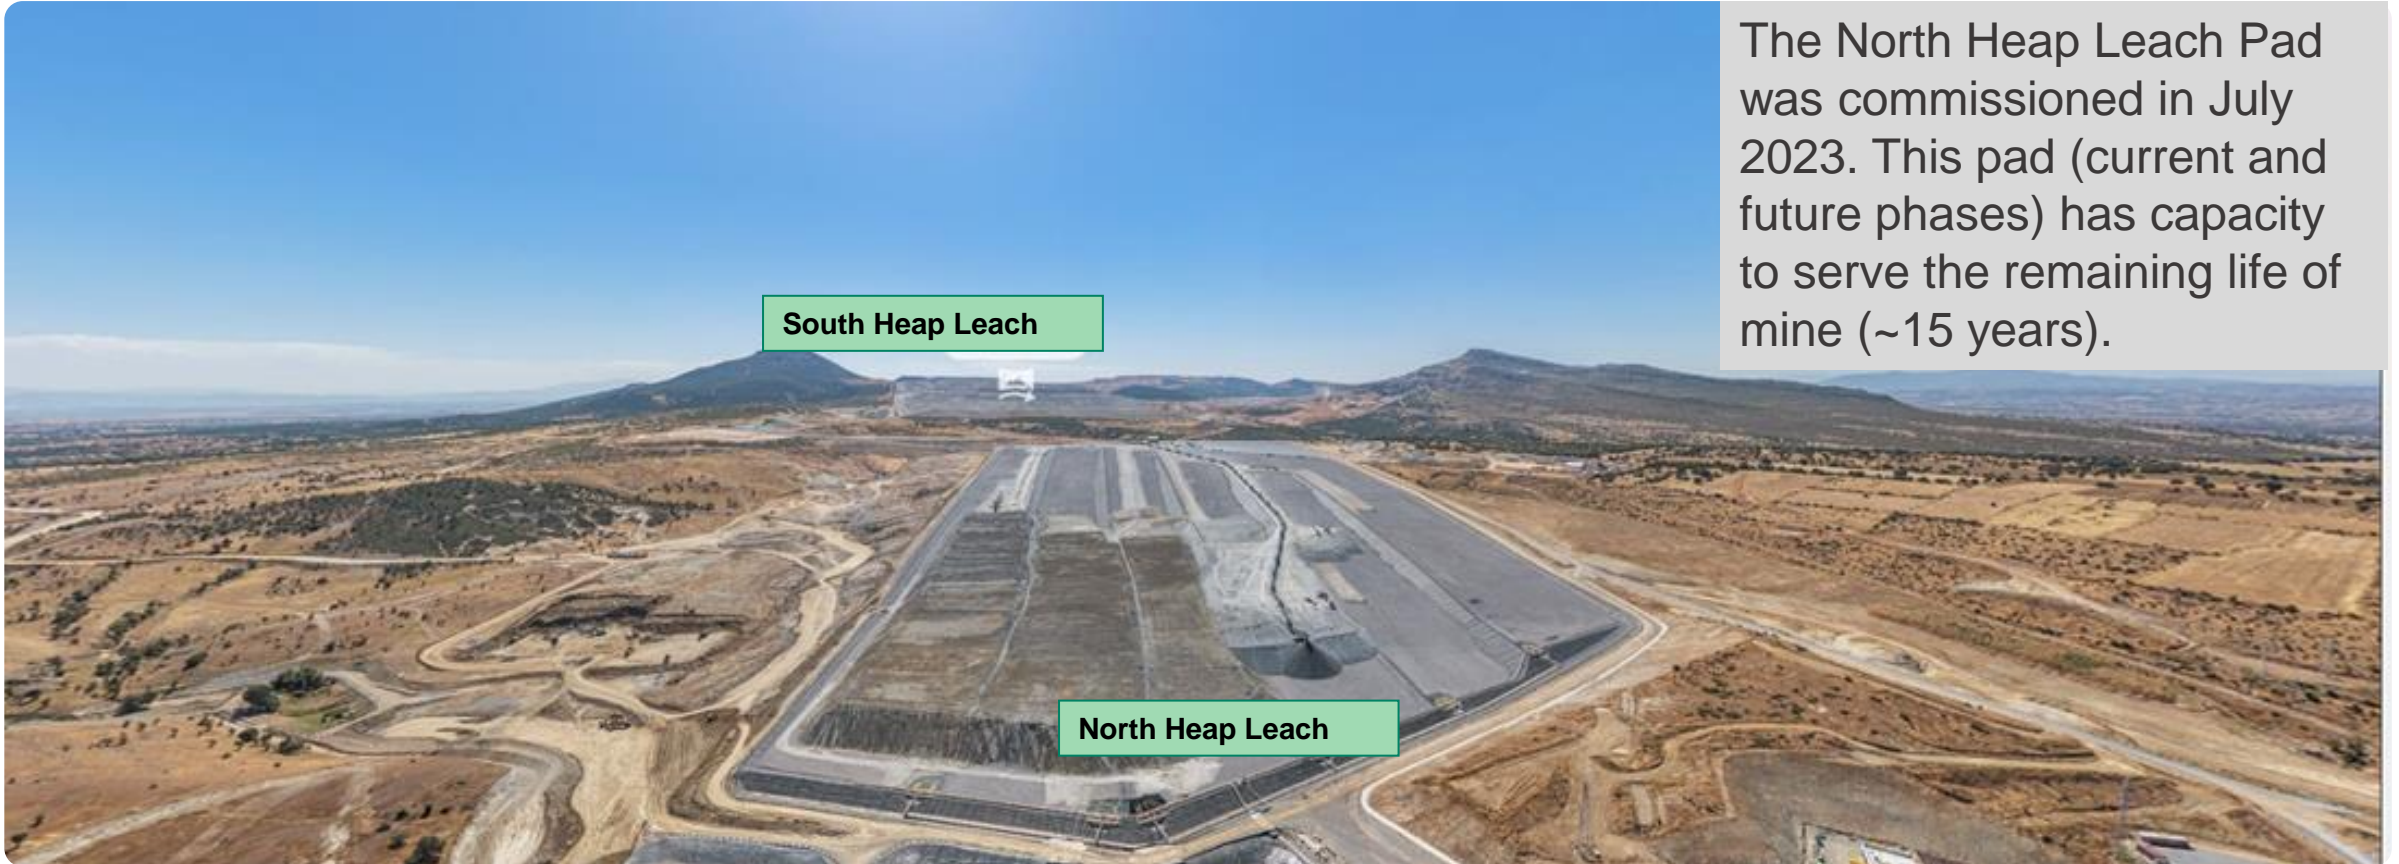 The North Heap Leach Pad
was commissioned in July
2023. This pad (current and
future phases) has capacity
to serve the remaining life of
mine (~15 years).
South Heap Leach
North Heap Leach